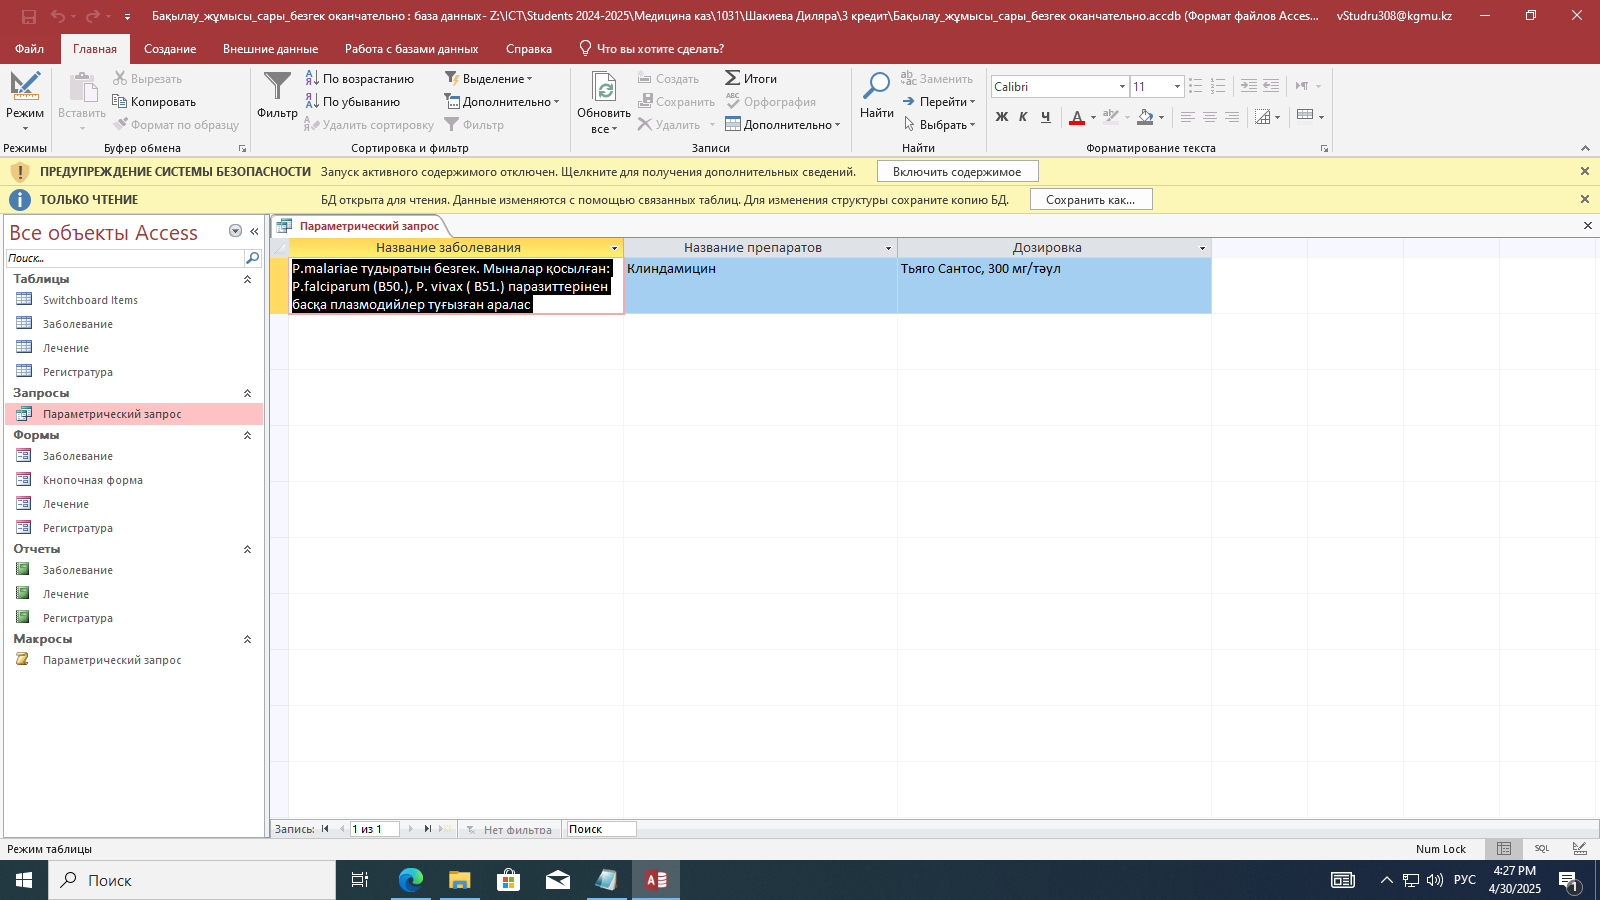 Бақылау_жұмысы_сары_безгек оканчательно : база данных- Z:\ICT\Students 2024-2025\Медицина каз\1031\Шакиева Диляра\3 кредит\Бақылау_жұмысы_сары_безгек оканчательно.accdb (Формат файлов Acces... vStudru308@kgmu.kz
Файл Главная Создание Внешние данные Работа с базами данных Справка Что вы хотите сделать?
Режим
Режимы
Вставить
Вырезать
Копировать
Формат по образцу
Буфер обмена
Фильтр
По возрастанию
По убыванию
Удалить сортировку
Выделение
Дополнительно
Фильтр
Сортировка и фильтр
Обновить
все
Создать
Сохранить
Удалить
Итоги
Орфография
Дополнительно
Записи
Найти
Заменить
Перейти
Выбрать
Найти
Calibri 11
Ж К Ч
Форматирование текста
ПРЕДУПРЕЖДЕНИЕ СИСТЕМЫ БЕЗОПАСНОСТИ Запуск активного содержимого отключен. Щелкните для получения дополнительных сведений. Включить содержимое
ТОЛЬКО ЧТЕНИЕ БД открыта для чтения. Данные изменяются с помощью связанных таблиц. Для изменения структуры сохраните копию БД. Сохранить как...
Все объекты Access
Поиск...
Таблицы
Switchboard Items
Заболевание
Лечение
Регистратура
Запросы
Параметрический запрос
Формы
Заболевание
Кнопочная форма
Лечение
Регистратура
Отчеты
Заболевание
Лечение
Регистратура
Макросы
Параметрический запрос
Параметрический запрос
Название заболевания Название препаратов Дозировка
P.malariae тудыратын безгек. Мыналар қосылған:
P.falciparum (B50.), P. vivax ( B51.) паразиттерінен
басқа плазмодийлер туғызған аралас
Клиндамицин
Тьяго Сантос, 300 мг/тәул
Запись: 1 из 1 Нет фильтра Поиск
Режим таблицы Num Lock SQL
Поиск
РУС
4:27 PM
4/30/2025
1